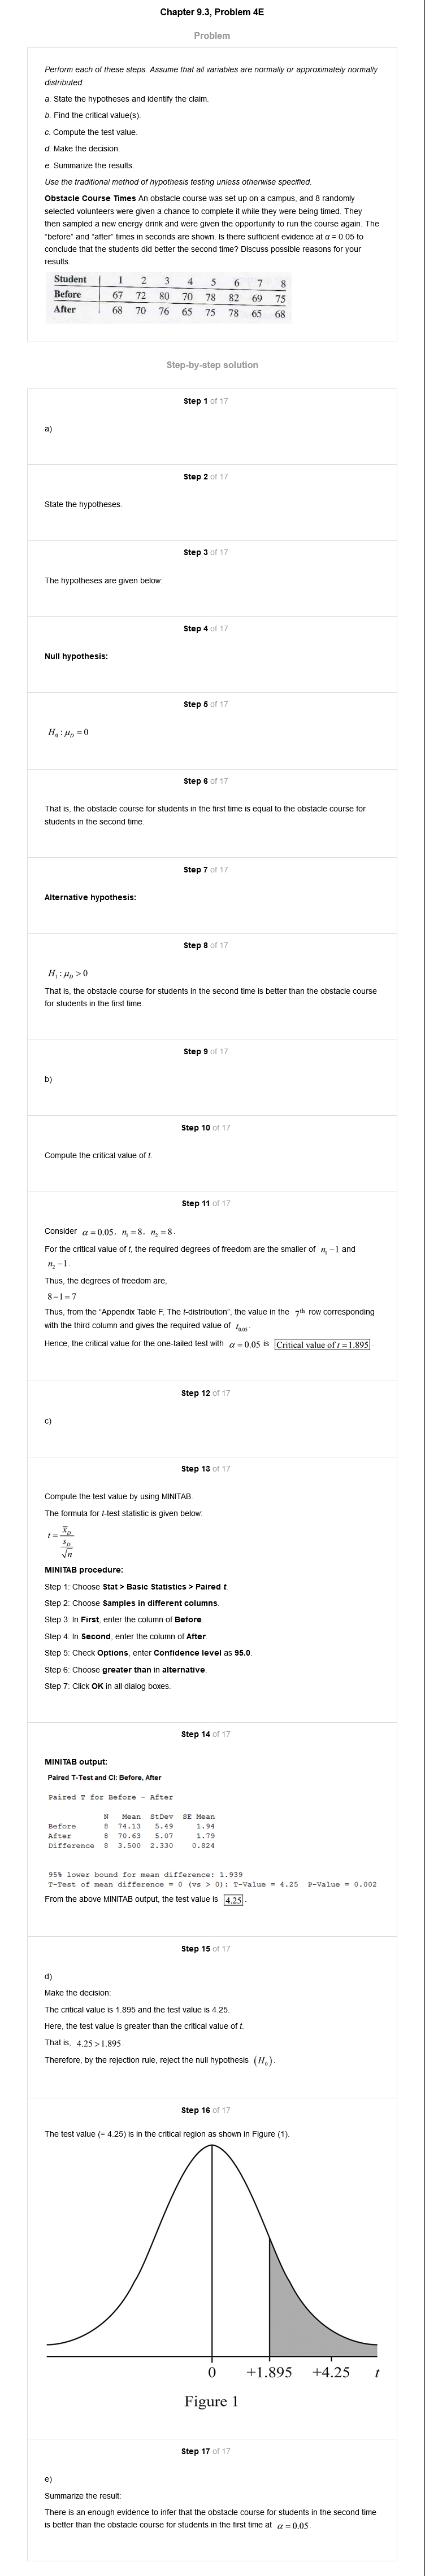 Chapter 9.3, Problem 4E
Problem
Perform each of these steps. Assume that all variables are normally or approximately normally
distributed.
a. State the hypotheses and identify the claim.
b. Find the critical value(s).
c. Compute the test value.
d. Make the decision.
e. Summarize the results.
Use the traditional method of hypothesis testing unless otherwise specified.
Obstacle Course Times An obstacle course was set up on a campus, and 8 randomly
selected volunteers were given a chance to complete it while they were being timed. They
then sampled a new energy drink and were given the opportunity to run the course again. The
“before” and “after” times in seconds are shown. Is there sufficient evidence at α = 0.05 to
conclude that the students did better the second time? Discuss possible reasons for your
results.
Student 1 2 3 4 5 6 7 8
Before 67 72 80 70 78 82 69 75
After 68 70 76 65 75 78 65 68
Step-by-step solution
Step 1 of 17
a)
Step 2 of 17
State the hypotheses.
Step 3 of 17
The hypotheses are given below:
Step 4 of 17
Null hypothesis:
Step 5 of 17
H₀ : μ_D = 0
Step 6 of 17
That is, the obstacle course for students in the first time is equal to the obstacle course for
students in the second time.
Step 7 of 17
Alternative hypothesis:
Step 8 of 17
H₁ : μ_D > 0
That is, the obstacle course for students in the second time is better than the obstacle course
for students in the first time.
Step 9 of 17
b)
Step 10 of 17
Compute the critical value of t.
Step 11 of 17
Consider α = 0.05, n₁ = 8, n₂ = 8.
For the critical value of t, the required degrees of freedom are the smaller of n₁ − 1 and
n₂ − 1.
Thus, the degrees of freedom are,
8 − 1 = 7
Thus, from the “Appendix Table F, The t-distribution”, the value in the 7th row corresponding
with the third column and gives the required value of t₀.₀₅.
Hence, the critical value for the one-tailed test with α = 0.05 is Critical value of t = 1.895.
Step 12 of 17
c)
Step 13 of 17
Compute the test value by using MINITAB.
The formula for t-test statistic is given below:
t = x̄_D / (s_D / √n)
MINITAB procedure:
Step 1: Choose Stat > Basic Statistics > Paired t.
Step 2: Choose Samples in different columns.
Step 3: In First, enter the column of Before.
Step 4: In Second, enter the column of After.
Step 5: Check Options, enter Confidence level as 95.0.
Step 6: Choose greater than in alternative.
Step 7: Click OK in all dialog boxes.
Step 14 of 17
MINITAB output:
Paired T-Test and CI: Before, After
Paired T for Before - After
N Mean StDev SE Mean
Before 8 74.13 5.49 1.94
After 8 70.63 5.07 1.79
Difference 8 3.500 2.330 0.824
95% lower bound for mean difference: 1.939
T-Test of mean difference = 0 (vs > 0): T-Value = 4.25 P-Value = 0.002
From the above MINITAB output, the test value is 4.25.
Step 15 of 17
d)
Make the decision:
The critical value is 1.895 and the test value is 4.25.
Here, the test value is greater than the critical value of t.
That is, 4.25 > 1.895.
Therefore, by the rejection rule, reject the null hypothesis (H₀).
Step 16 of 17
The test value (= 4.25) is in the critical region as shown in Figure (1).
0 +1.895 +4.25 t
Figure 1
Step 17 of 17
e)
Summarize the result:
There is an enough evidence to infer that the obstacle course for students in the second time
is better than the obstacle course for students in the first time at α = 0.05.